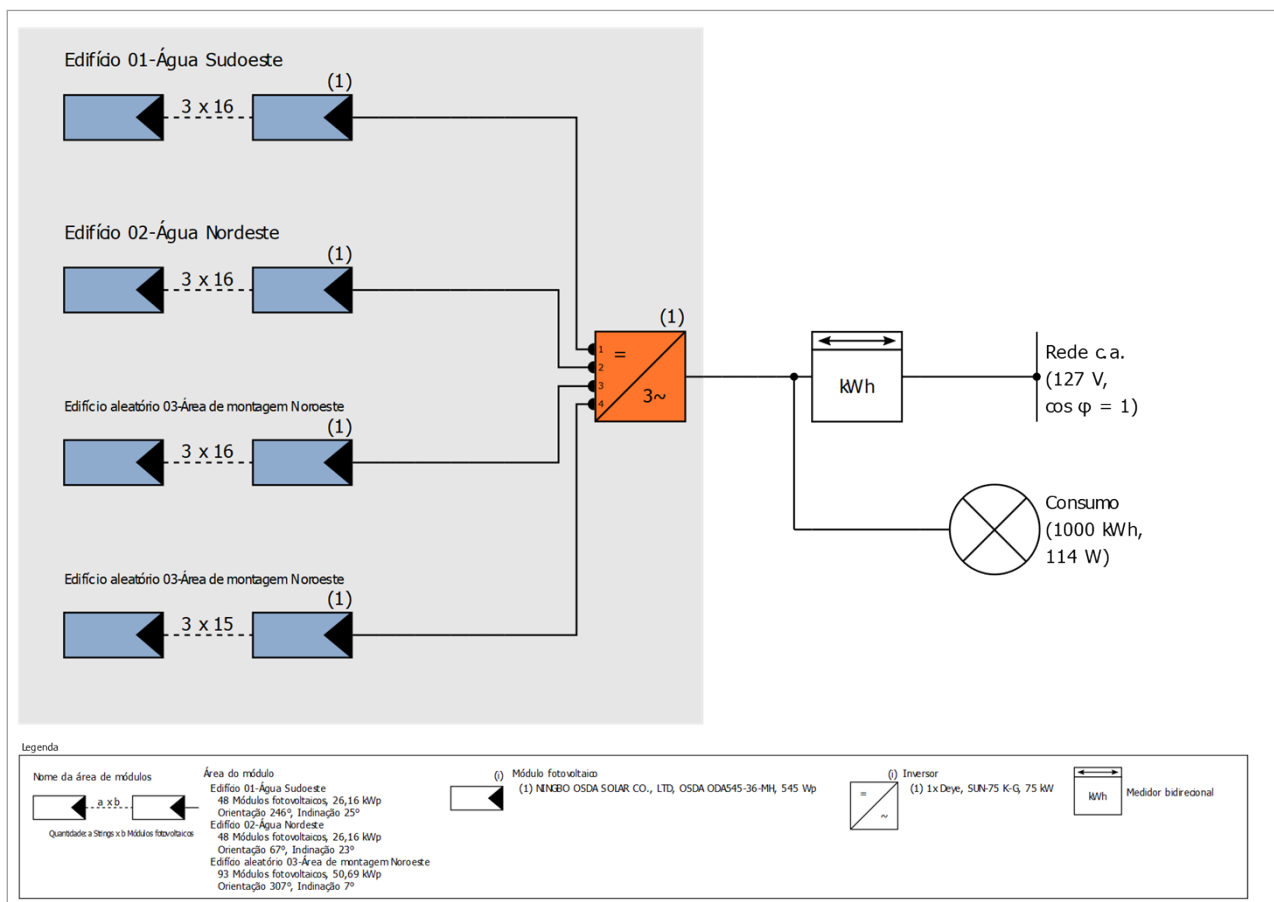 Edifício 01-Água Sudoeste
(1)
3 x 16
Edifício 02-Água Nordeste
(1)
3 x 16
(1)
1
2
3
4
=
3~
kWh
Rede c.a.
(127 V,
cos φ = 1)
Edifício aleatório 03-Área de montagem Noroeste
(1)
3 x 16
Consumo
(1000 kWh,
114 W)
Edifício aleatório 03-Área de montagem Noroeste
(1)
3 x 15
Legenda
Nome da área de módulos
a x b
Quantidade: a Strings x b Módulos fotovoltaicos
Área do módulo
Edifício 01-Água Sudoeste
48 Módulos fotovoltaicos, 26,16 kWp
Orientação 246°, Inclinação 25°
Edifício 02-Água Nordeste
48 Módulos fotovoltaicos, 26,16 kWp
Orientação 67°, Inclinação 23°
Edifício aleatório 03-Área de montagem Noroeste
93 Módulos fotovoltaicos, 50,69 kWp
Orientação 307°, Inclinação 7°
(i) Módulo fotovoltaico
(1) NINGBO OSDA SOLAR CO., LTD, OSDA ODA545-36-MH, 545 Wp
(i) Inversor
(1) 1x Deye, SUN-75 K-G, 75 kW
=
~
kWh
Medidor bidirecional